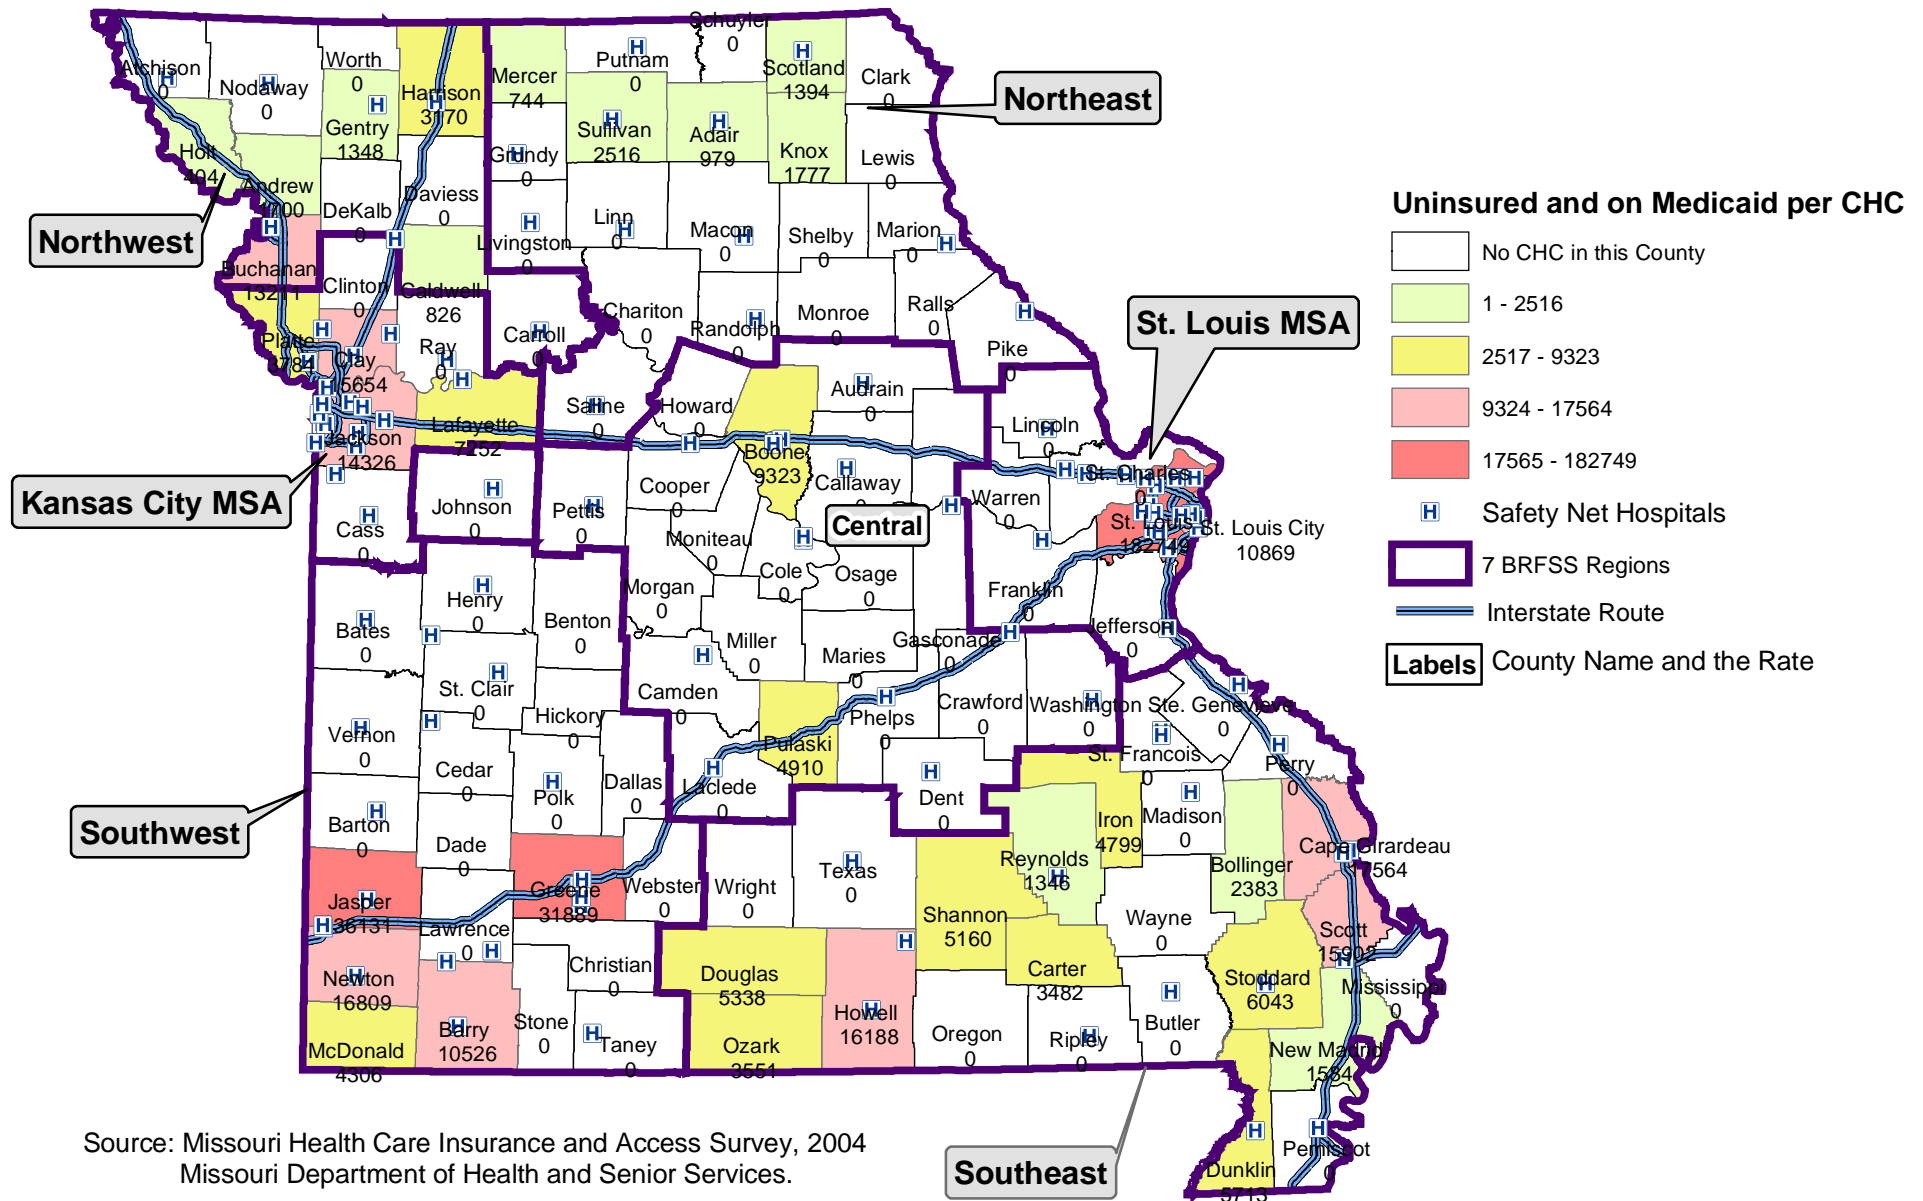 Schuyler
0
Atchison
0
Nodaway
0
Worth
0
Harrison
3170
Mercer
744
Putnam
0
Scotland
1394
Clark
0
Northeast
Gentry
1348
Sullivan
2516
Adair
979
Knox
1777
Lewis
0
Holt
494
Andrew
1700
DeKalb
0
Daviess
0
Grundy
0
Livingston
0
Linn
0
Macon
0
Shelby
0
Marion
0
Northwest
Buchanan
13211
Clinton
0
Caldwell
826
Chariton
0
Randolph
0
Monroe
0
Ralls
0
Platte
3784
Clay
15654
Ray
0
Carroll
0
Pike
0
St. Louis MSA
Howard
0
Audrain
0
Saline
0
Lafayette
7252
Jackson
14326
Boone
9323
Lincoln
0
Kansas City MSA
Cass
0
Johnson
0
Pettis
0
Cooper
0
Callaway
Central
Warren
0
St. Charles
0
St. Louis
182749
St. Louis City
10869
Moniteau
0
Cole
0
Osage
0
Morgan
0
Franklin
0
Jefferson
0
Bates
0
Henry
0
Benton
0
Miller
0
Maries
0
Gasconade
0
St. Clair
0
Hickory
0
Camden
0
Pulaski
4910
Phelps
0
Crawford
0
Washington
0
Ste. Genevieve
0
St. Francois
0
Perry
0
Vernon
0
Cedar
0
Polk
0
Dallas
0
Laclede
0
Dent
0
Iron
4799
Madison
0
Southwest
Barton
0
Dade
0
Reynolds
1346
Bollinger
2383
Cape Girardeau
17564
Jasper
36131
Greene
31889
Webster
0
Wright
0
Texas
0
Shannon
5160
Wayne
0
Scott
15902
Lawrence
0
Christian
0
Newton
16809
Douglas
5338
Howell
16188
Carter
3482
Stoddard
6043
Mississippi
0
McDonald
4306
Barry
10526
Stone
0
Taney
0
Ozark
3551
Oregon
0
Ripley
0
Butler
0
New Madrid
1584
Pemiscot
0
Dunklin
5713
Southeast
Uninsured and on Medicaid per CHC
No CHC in this County
1 - 2516
2517 - 9323
9324 - 17564
17565 - 182749
H Safety Net Hospitals
7 BRFSS Regions
Interstate Route
Labels County Name and the Rate
Source: Missouri Health Care Insurance and Access Survey, 2004
Missouri Department of Health and Senior Services.